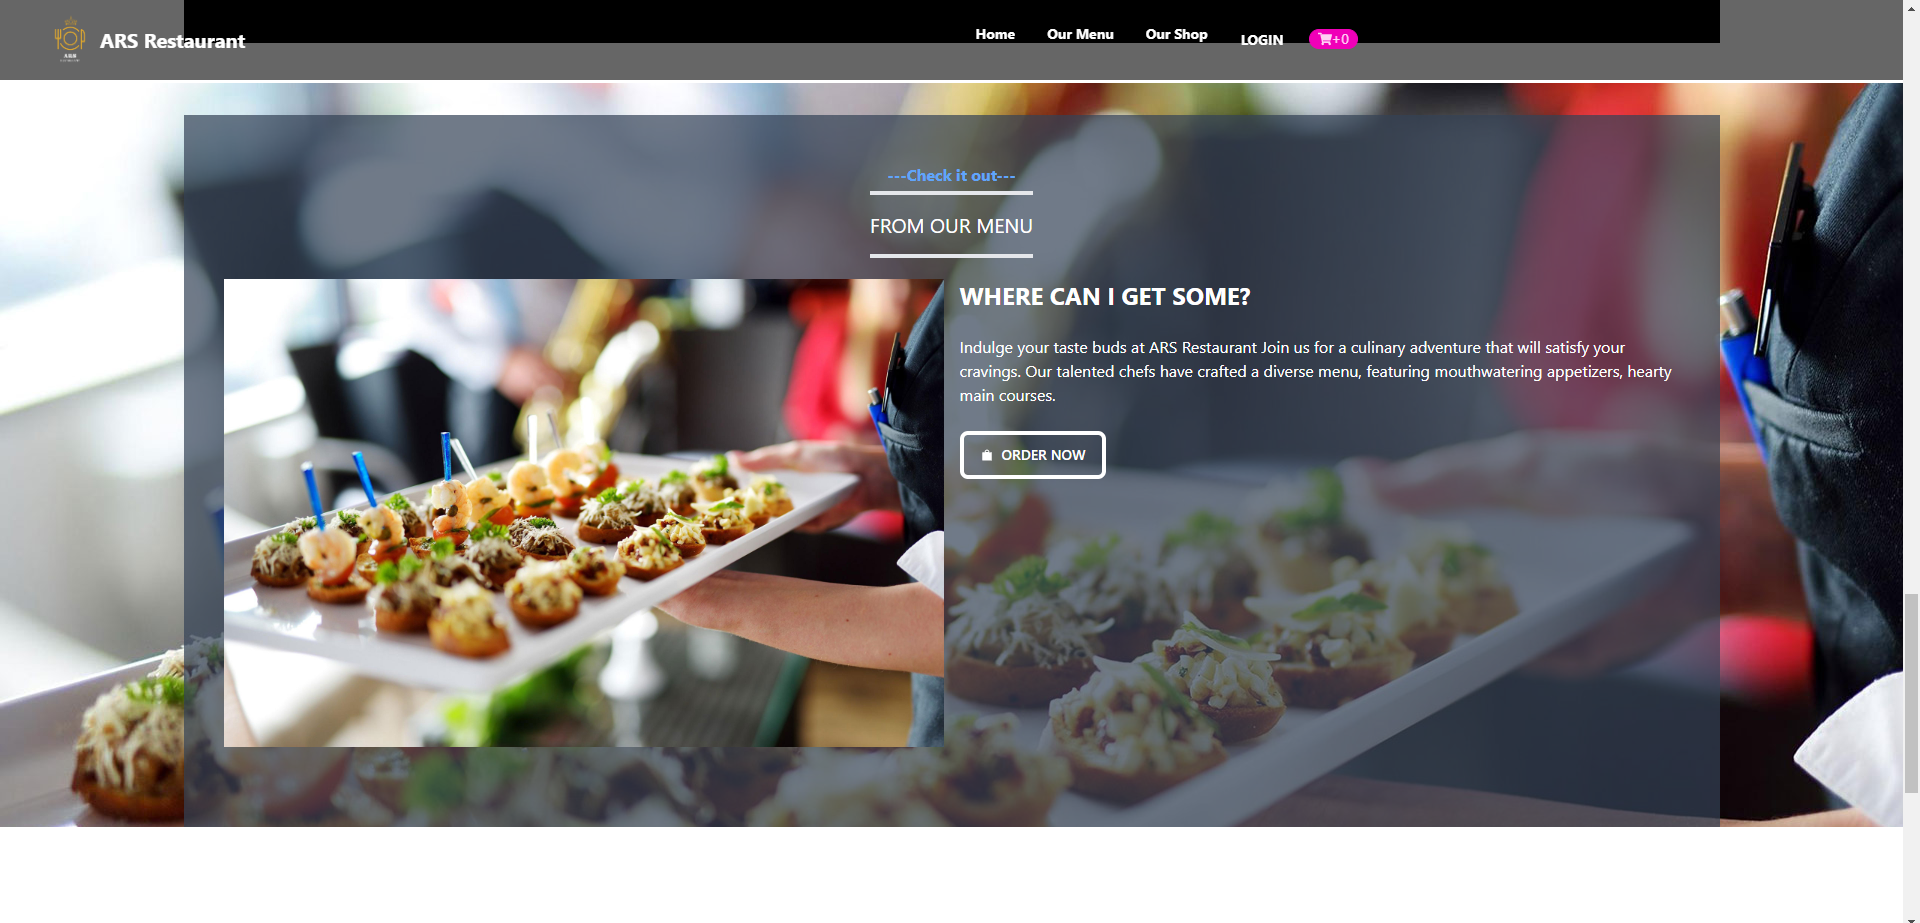 ARS Restaurant
Home
Our Menu
Our Shop
LOGIN
+0
---Check it out---
FROM OUR MENU
WHERE CAN I GET SOME?
Indulge your taste buds at ARS Restaurant Join us for a culinary adventure that will satisfy your
cravings. Our talented chefs have crafted a diverse menu, featuring mouthwatering appetizers, hearty
main courses.
ORDER NOW